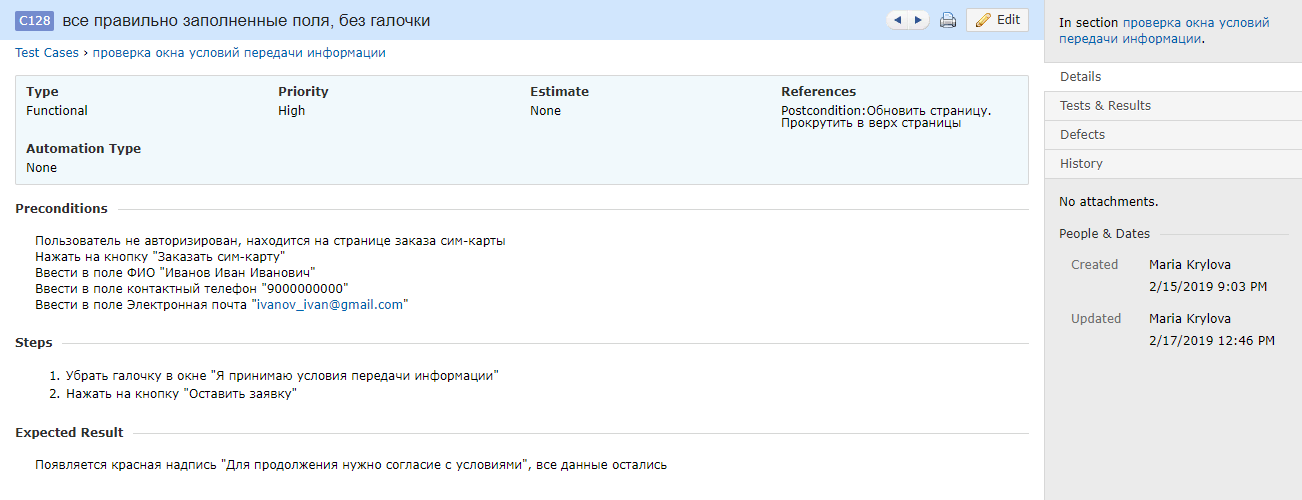 C128 все правильно заполненные поля, без галочки
Edit
Test Cases › проверка окна условий передачи информации
Type
Functional
Priority
High
Estimate
None
References
Postcondition:Обновить страницу.
Прокрутить в верх страницы
Automation Type
None
Preconditions
Пользователь не авторизирован, находится на странице заказа сим-карты
Нажать на кнопку "Заказать сим-карту"
Ввести в поле ФИО "Иванов Иван Иванович"
Ввести в поле контактный телефон "9000000000"
Ввести в поле Электронная почта "ivanov_ivan@gmail.com"
Steps
1. Убрать галочку в окне "Я принимаю условия передачи информации"
2. Нажать на кнопку "Оставить заявку"
Expected Result
Появляется красная надпись "Для продолжения нужно согласие с условиями", все данные остались
In section проверка окна условий
передачи информации.
Details
Tests & Results
Defects
History
No attachments.
People & Dates
Created Maria Krylova
2/15/2019 9:03 PM
Updated Maria Krylova
2/17/2019 12:46 PM